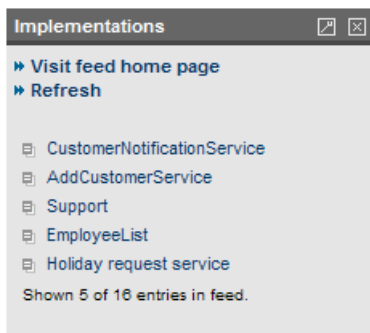 Implementations
Visit feed home page
Refresh
CustomerNotificationService
AddCustomerService
Support
EmployeeList
Holiday request service
Shown 5 of 16 entries in feed.